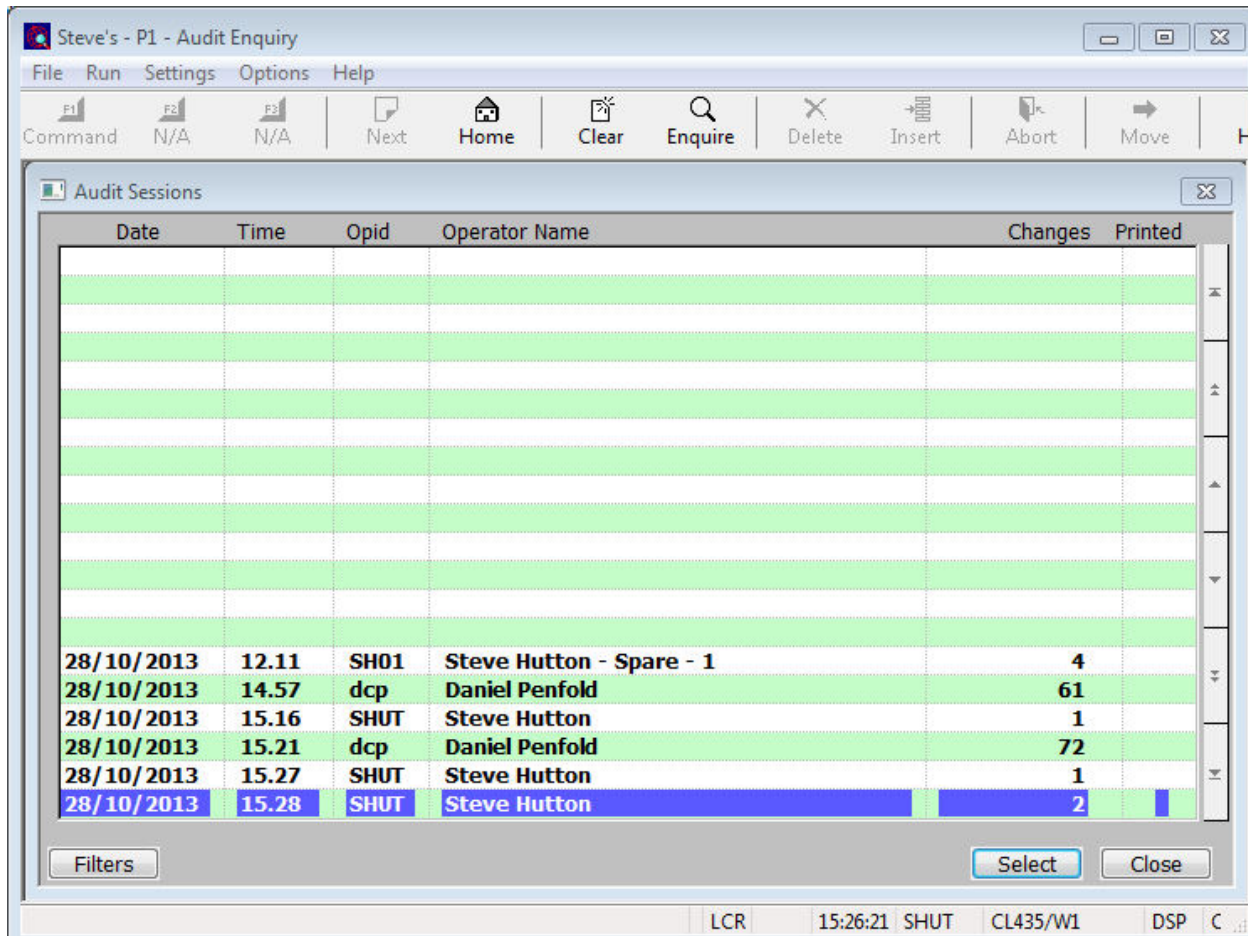 Steve's - P1 - Audit Enquiry
File Run Settings Options Help
F1 F2 F3
Command N/A N/A Next Home Clear Enquire Delete Insert Abort Move H
Audit Sessions
Date Time Opid Operator Name Changes Printed
28/10/2013 12.11 SH01 Steve Hutton - Spare - 1 4
28/10/2013 14.57 dcp Daniel Penfold 61
28/10/2013 15.16 SHUT Steve Hutton 1
28/10/2013 15.21 dcp Daniel Penfold 72
28/10/2013 15.27 SHUT Steve Hutton 1
28/10/2013 15.28 SHUT Steve Hutton 2
Filters Select Close
LCR 15:26:21 SHUT CL435/W1 DSP C